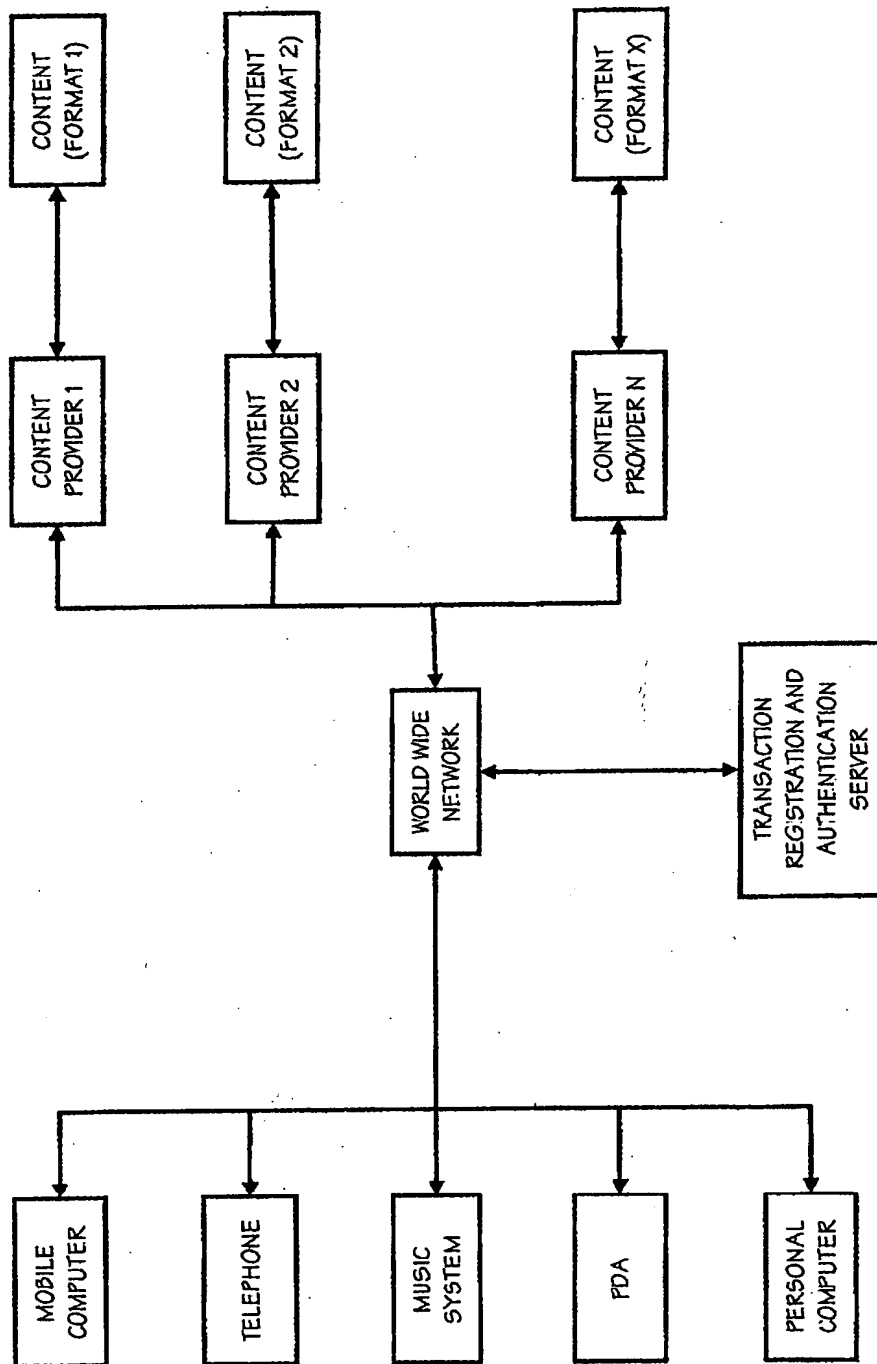 MOBILE
COMPUTER
TELEPHONE
MUSIC
SYSTEM
PDA
PERSONAL
COMPUTER
WORLD WIDE
NETWORK
TRANSACTION
REGISTRATION AND
AUTHENTICATION
SERVER
CONTENT
PROVIDER 1
CONTENT
PROVIDER 2
CONTENT
PROVIDER N
CONTENT
(FORMAT 1)
CONTENT
(FORMAT 2)
CONTENT
(FORMAT X)